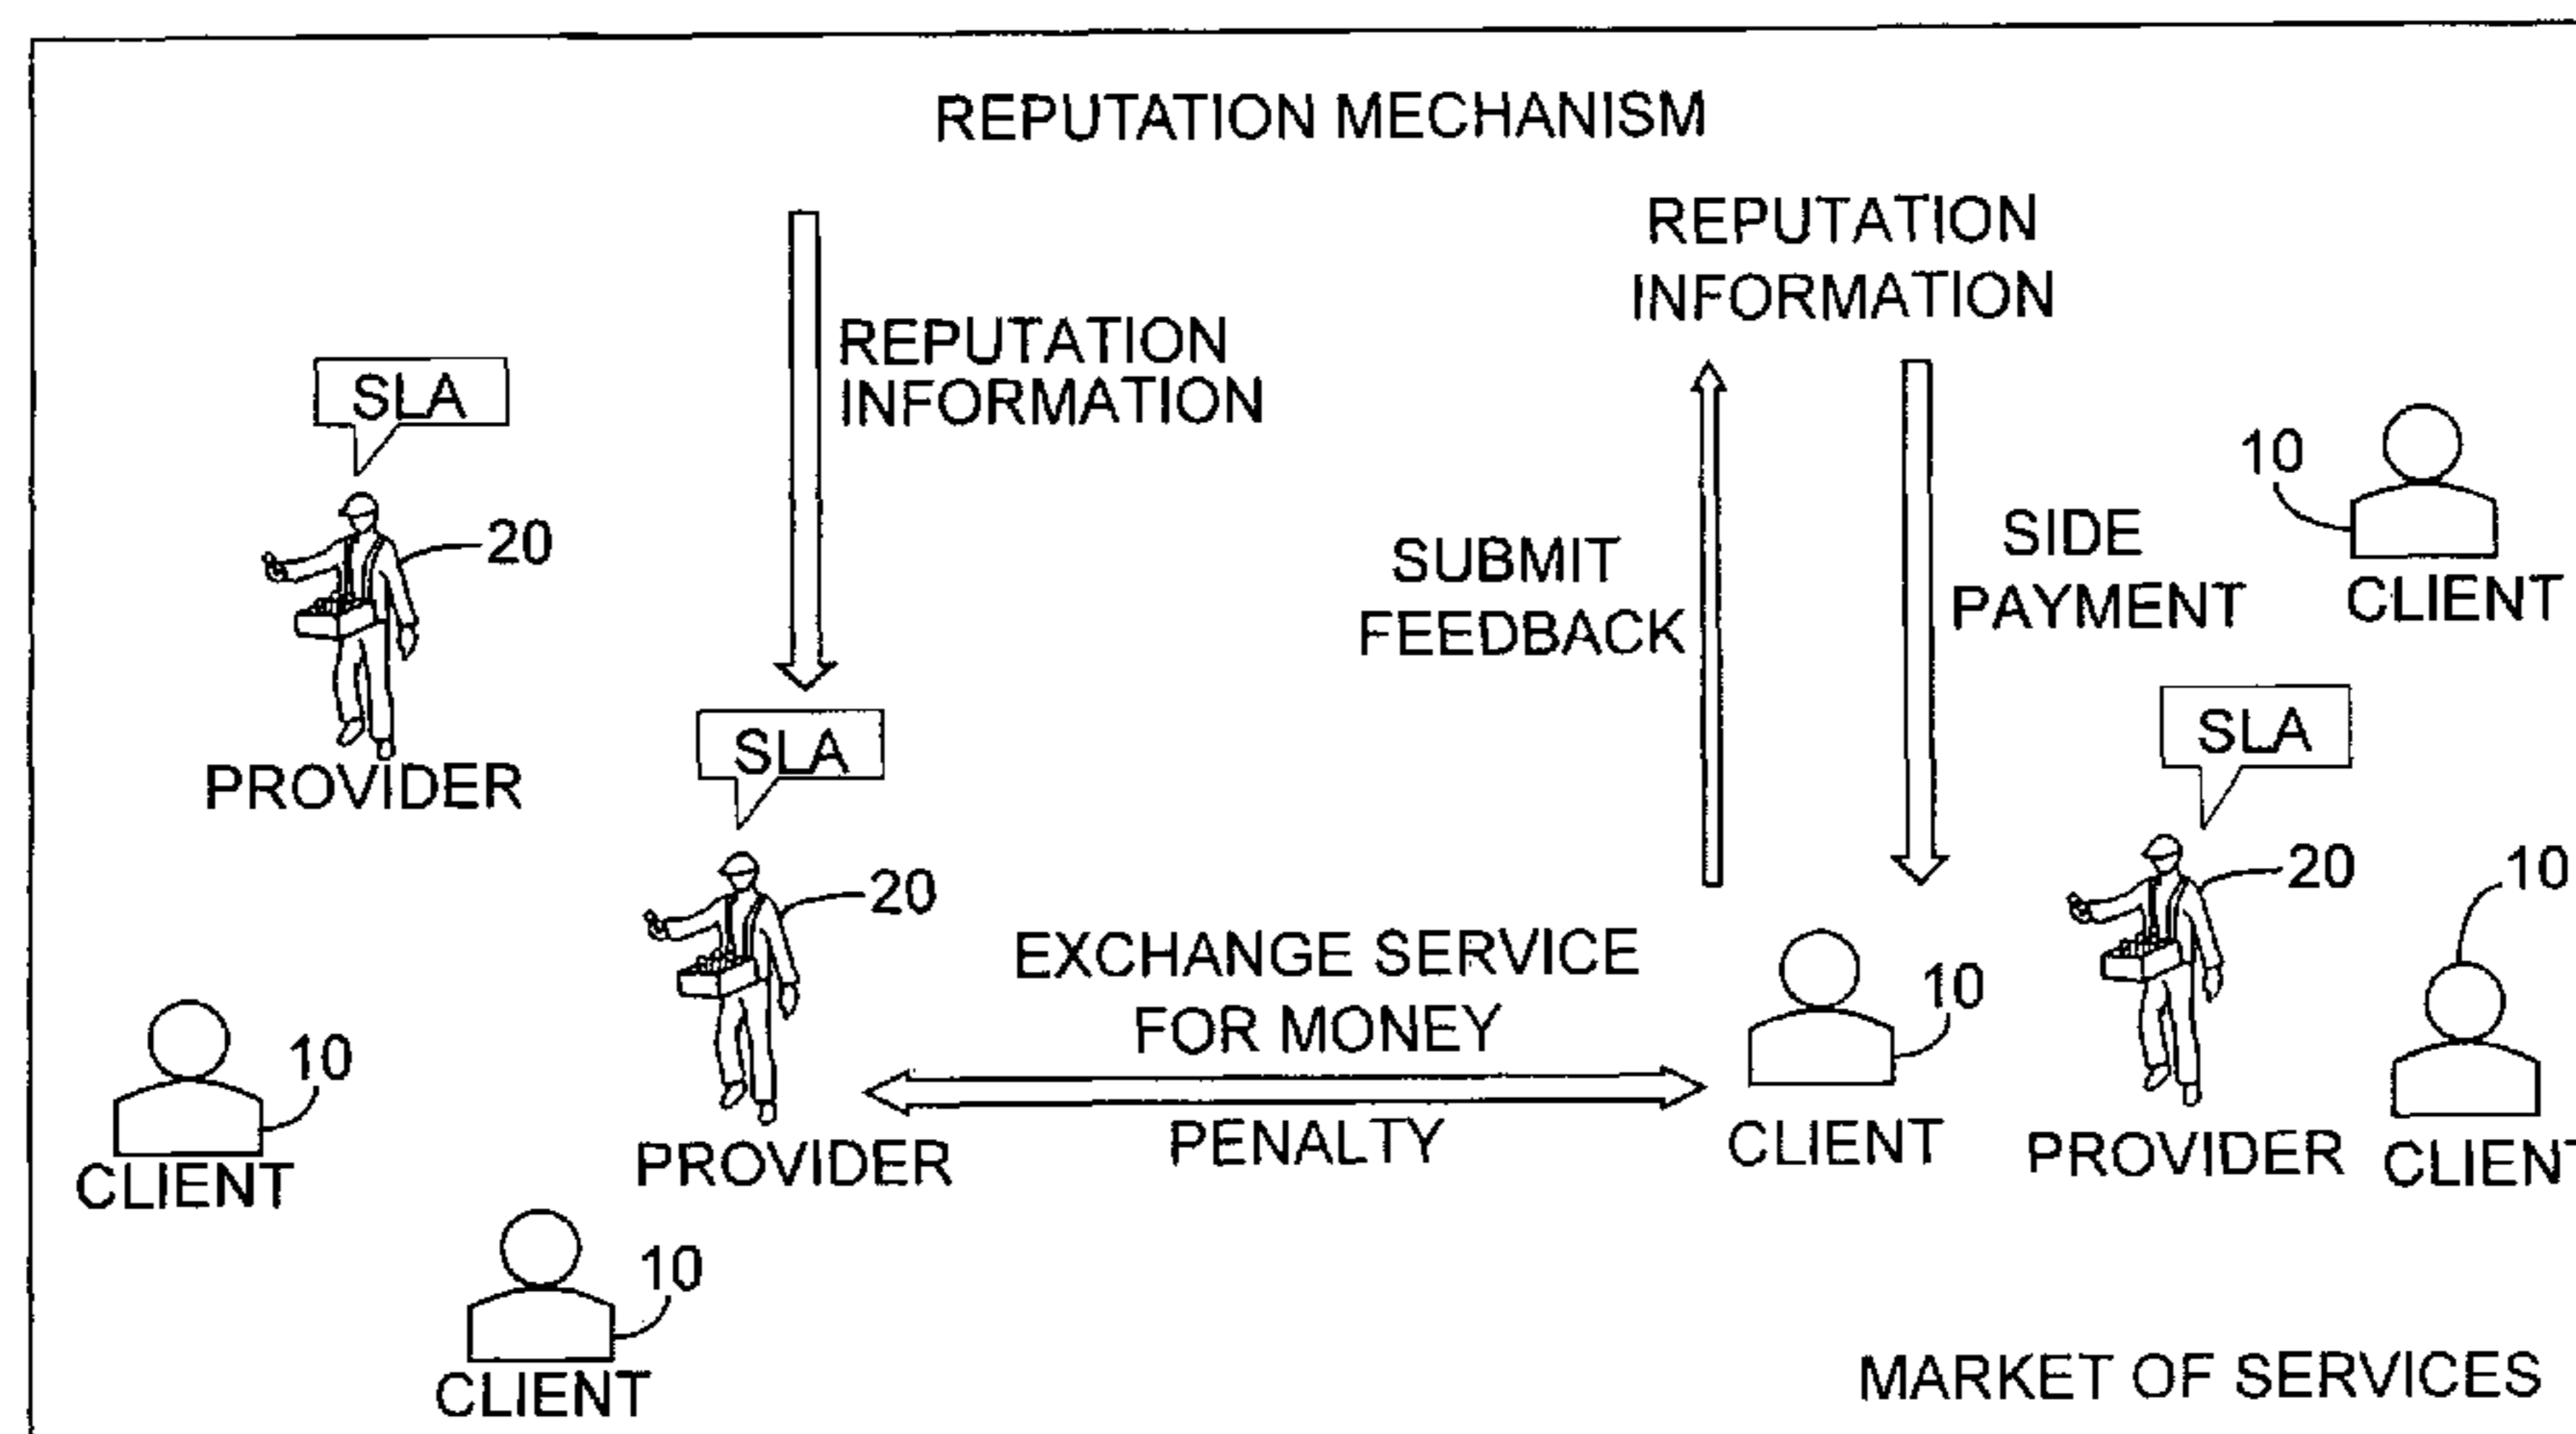 REPUTATION MECHANISM
REPUTATION
INFORMATION
REPUTATION
INFORMATION
SLA
20
PROVIDER
SUBMIT
FEEDBACK
SIDE
PAYMENT
10
CLIENT
SLA
20
PROVIDER
EXCHANGE SERVICE
FOR MONEY
PENALTY
10
CLIENT
SLA
20
PROVIDER
10
CLIENT
10
CLIENT
10
CLIENT
MARKET OF SERVICES